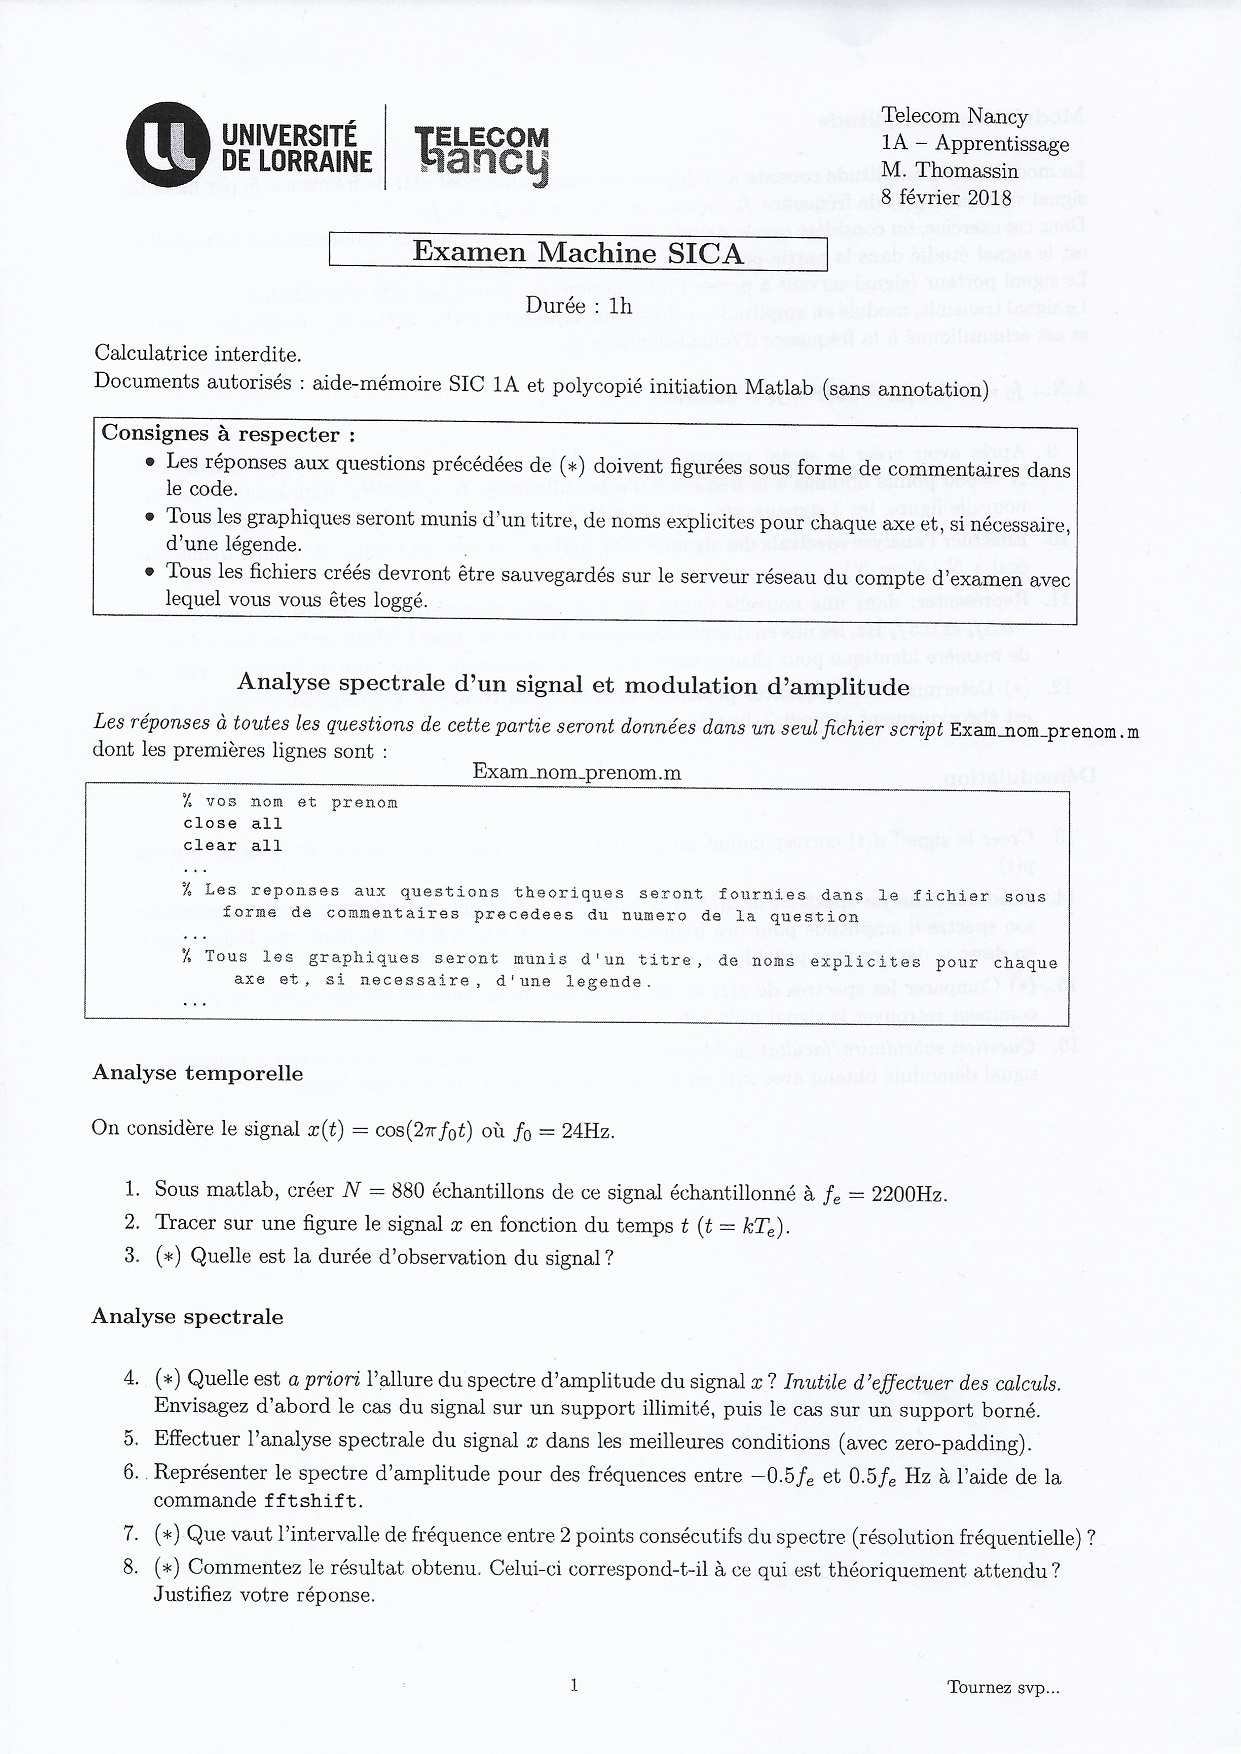 UNIVERSITÉ
DE LORRAINE
TELECOM
nancy
Telecom Nancy
1A – Apprentissage
M. Thomassin
8 février 2018
Examen Machine SICA
Durée : 1h
Calculatrice interdite.
Documents autorisés : aide-mémoire SIC 1A et polycopié initiation Matlab (sans annotation)
Consignes à respecter :
• Les réponses aux questions précédées de (∗) doivent figurées sous forme de commentaires dans
le code.
• Tous les graphiques seront munis d'un titre, de noms explicites pour chaque axe et, si nécessaire,
d'une légende.
• Tous les fichiers créés devront être sauvegardés sur le serveur réseau du compte d'examen avec
lequel vous vous êtes loggé.
Analyse spectrale d'un signal et modulation d'amplitude
Les réponses à toutes les questions de cette partie seront données dans un seul fichier script Exam_nom_prenom.m
dont les premières lignes sont :
Exam_nom_prenom.m
% vos nom et prenom
close all
clear all
...
% Les reponses aux questions theoriques seront fournies dans le fichier sous
forme de commentaires precedees du numero de la question
...
% Tous les graphiques seront munis d'un titre, de noms explicites pour chaque
axe et, si necessaire, d'une legende.
...
Analyse temporelle
On considère le signal x(t) = cos(2πf₀t) où f₀ = 24Hz.
1. Sous matlab, créer N = 880 échantillons de ce signal échantillonné à fₑ = 2200Hz.
2. Tracer sur une figure le signal x en fonction du temps t (t = kTₑ).
3. (∗) Quelle est la durée d'observation du signal ?
Analyse spectrale
4. (∗) Quelle est a priori l'allure du spectre d'amplitude du signal x ? Inutile d'effectuer des calculs.
Envisagez d'abord le cas du signal sur un support illimité, puis le cas sur un support borné.
5. Effectuer l'analyse spectrale du signal x dans les meilleures conditions (avec zero-padding).
6. Représenter le spectre d'amplitude pour des fréquences entre −0.5fₑ et 0.5fₑ Hz à l'aide de la
commande fftshift.
7. (∗) Que vaut l'intervalle de fréquence entre 2 points consécutifs du spectre (résolution fréquentielle) ?
8. (∗) Commentez le résultat obtenu. Celui-ci correspond-t-il à ce qui est théoriquement attendu ?
Justifiez votre réponse.
1
Tournez svp...